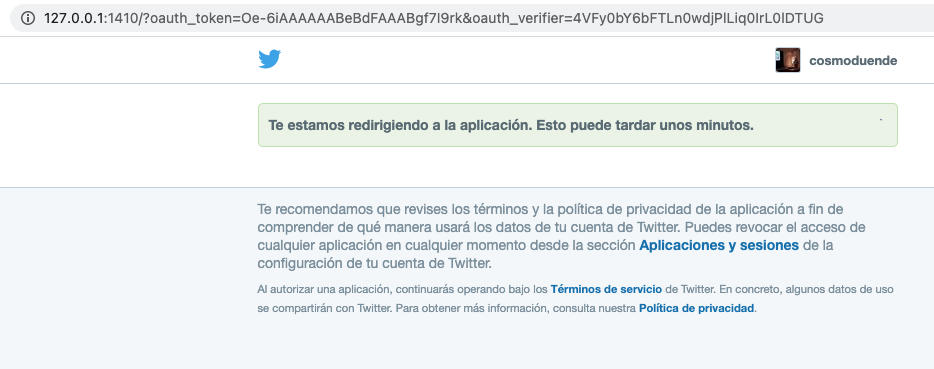 127.0.0.1:1410/?oauth_token=Oe-6iAAAAAABeBdFAAABgf7I9rk&oauth_verifier=4VFy0bY6bFTLn0wdjPlLiq0IrL0lDTUG
cosmoduende
Te estamos redirigiendo a la aplicación. Esto puede tardar unos minutos.
Te recomendamos que revises los términos y la política de privacidad de la aplicación a fin de
comprender de qué manera usará los datos de tu cuenta de Twitter. Puedes revocar el acceso de
cualquier aplicación en cualquier momento desde la sección Aplicaciones y sesiones de la
configuración de tu cuenta de Twitter.
Al autorizar una aplicación, continuarás operando bajo los Términos de servicio de Twitter. En concreto, algunos datos de uso
se compartirán con Twitter. Para obtener más información, consulta nuestra Política de privacidad.